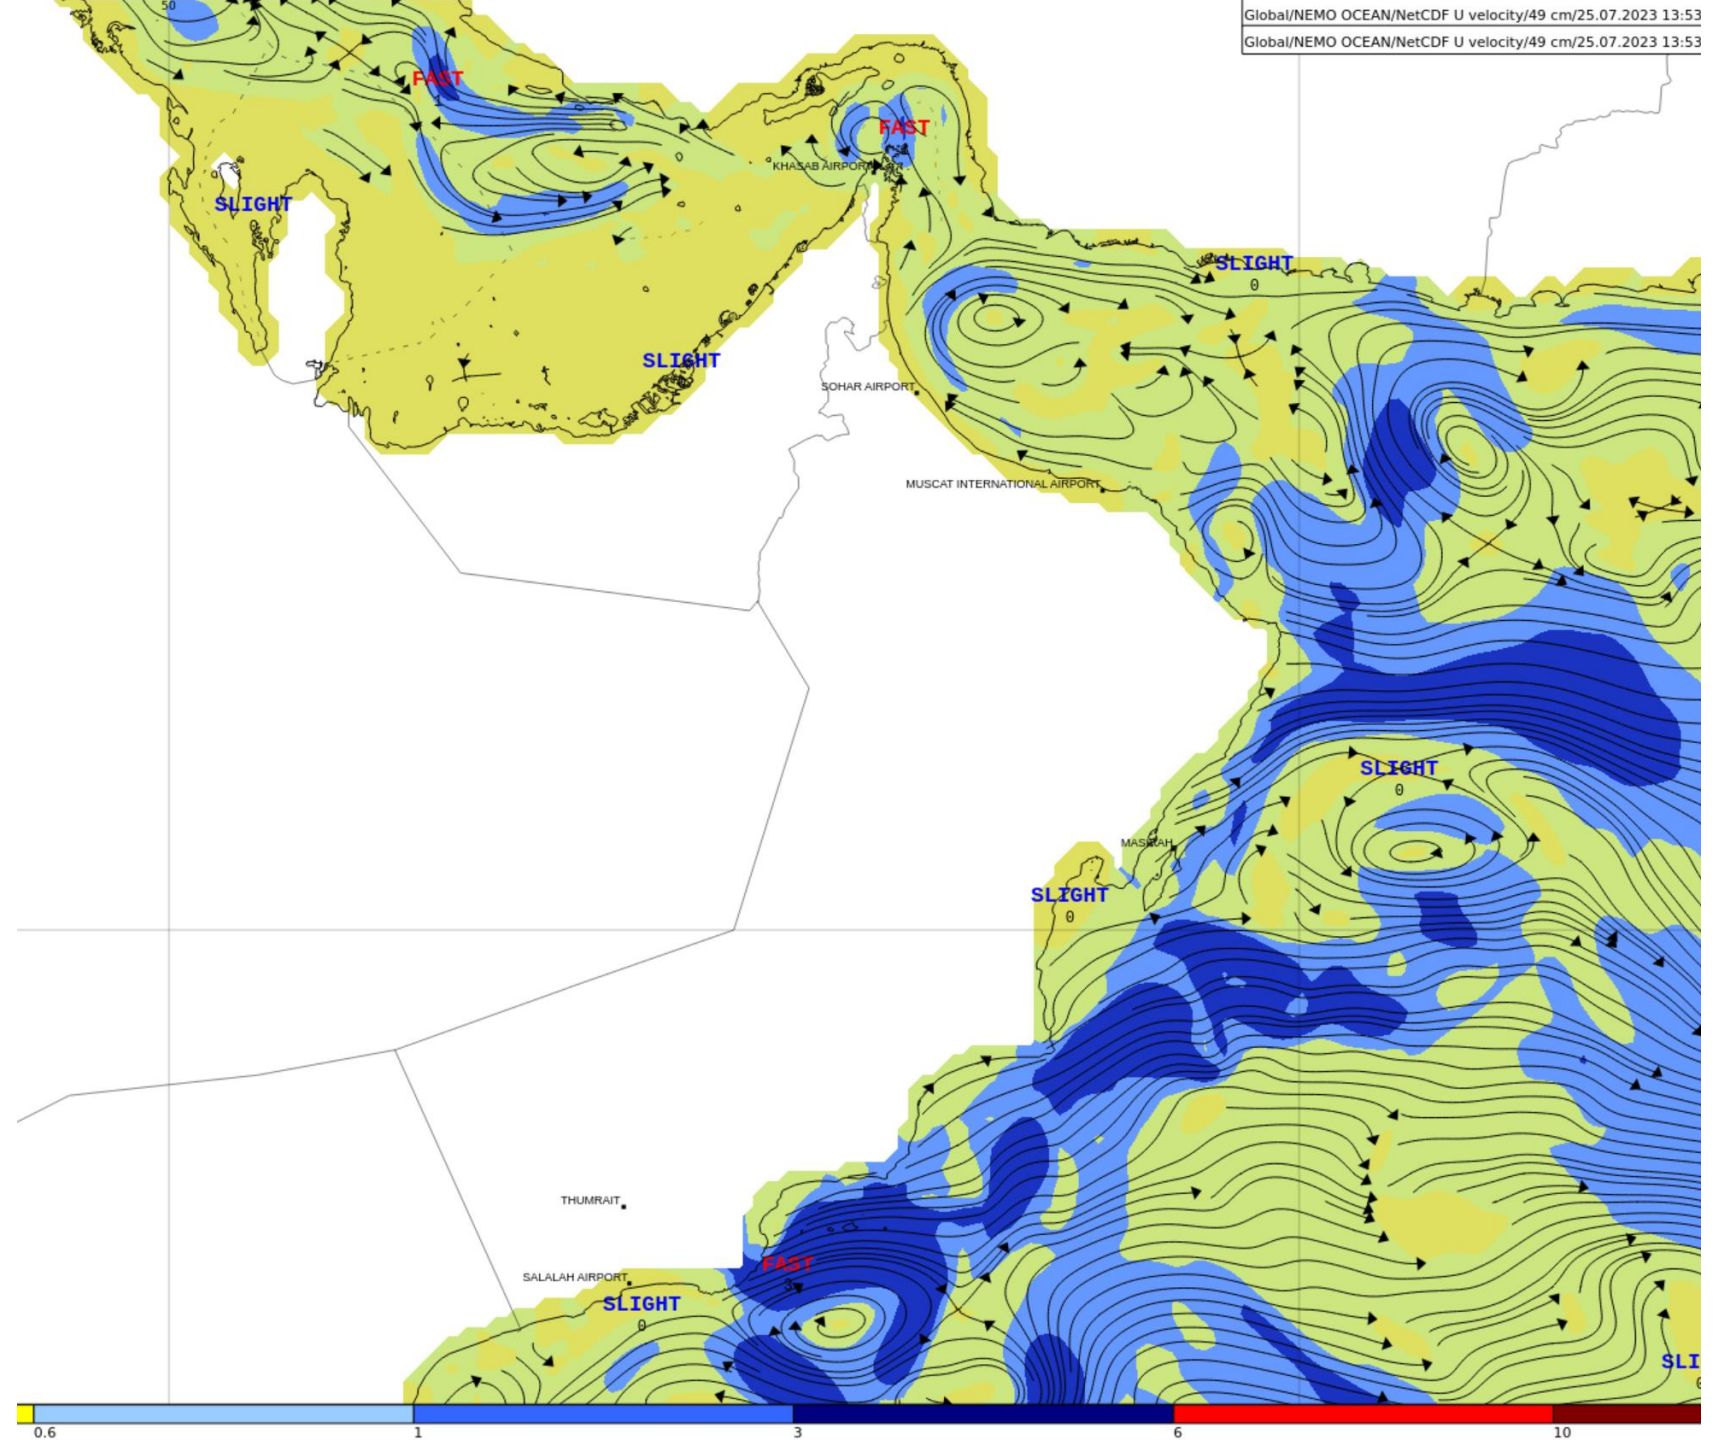 50
Global/NEMO OCEAN/NetCDF U velocity/49 cm/25.07.2023 13:53
Global/NEMO OCEAN/NetCDF U velocity/49 cm/25.07.2023 13:53
FAST
1
FAST
KHASAB AIRPORT
SLIGHT
0
SLIGHT
0
SLIGHT
SOHAR AIRPORT
MUSCAT INTERNATIONAL AIRPORT
SLIGHT
0
MASIRAH
SLIGHT
0
THUMRAIT
FAST
3
SALALAH AIRPORT
SLIGHT
0
SLI
0.6
1
3
6
10